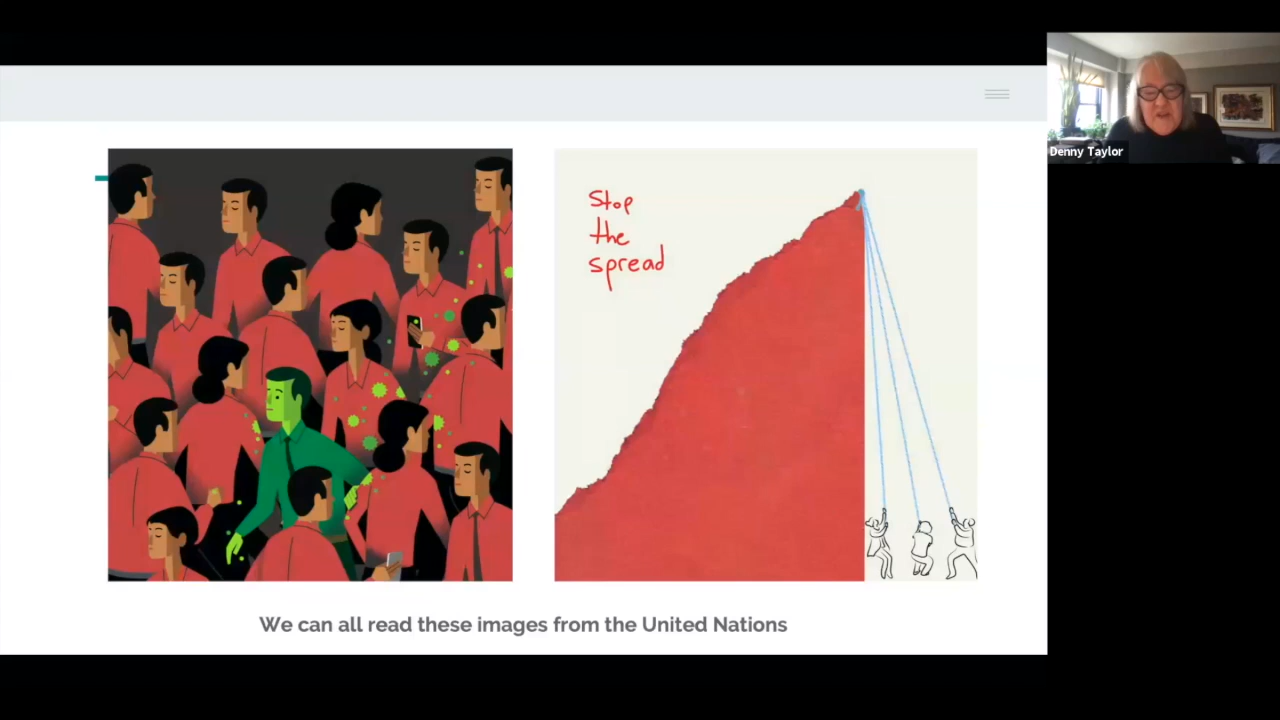 Stop
the
spread
We can all read these images from the United Nations
Denny Taylor